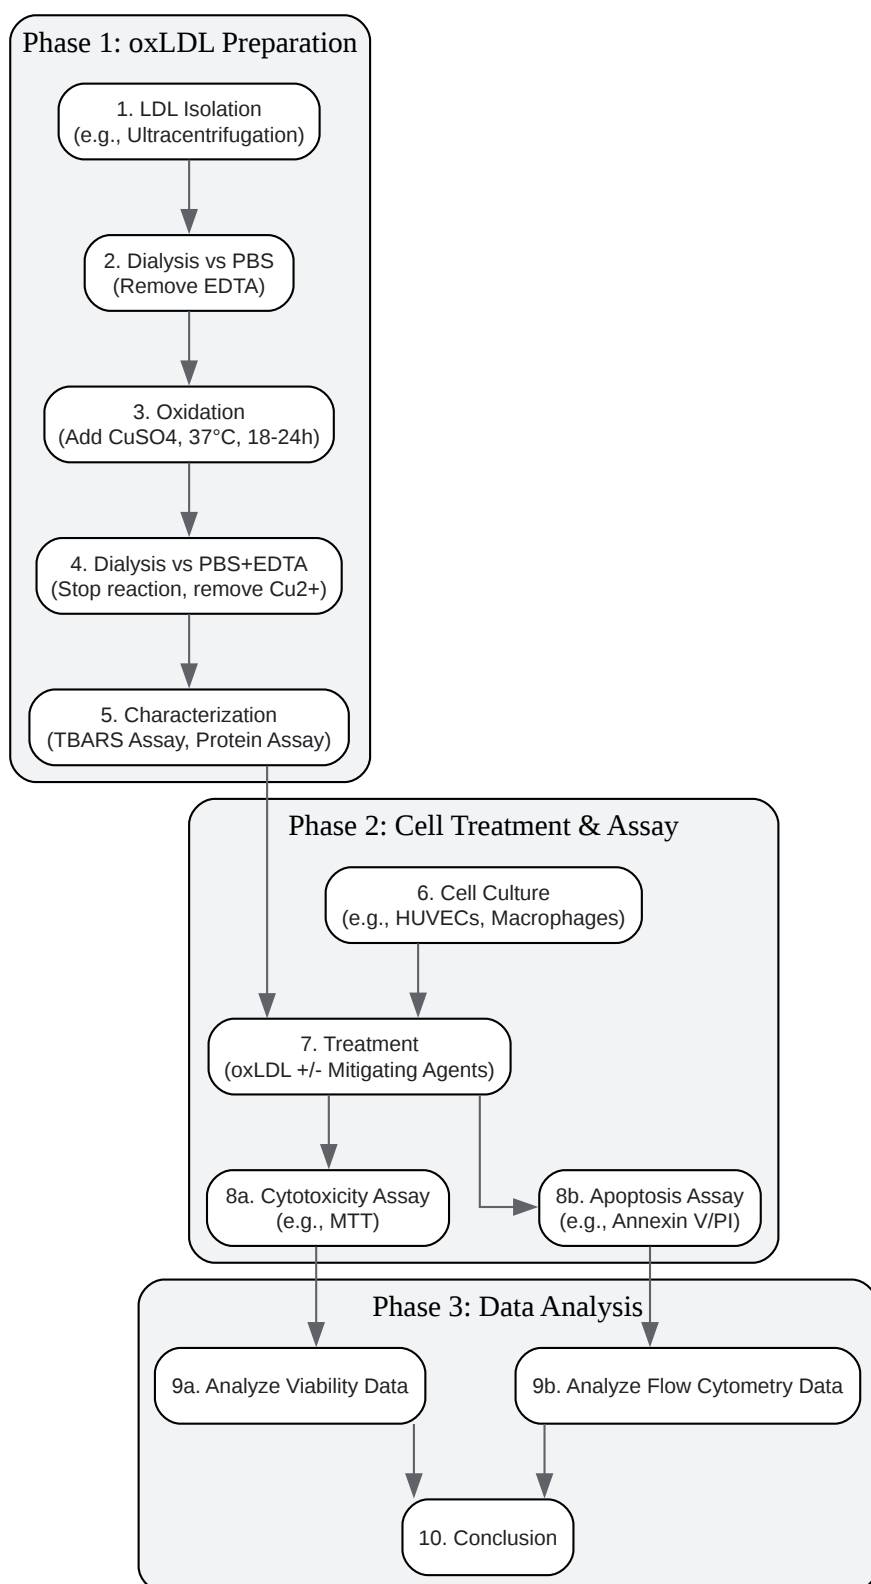 Phase 1: oxLDL Preparation
1. LDL Isolation
(e.g., Ultracentrifugation)
2. Dialysis vs PBS
(Remove EDTA)
3. Oxidation
(Add CuSO4, 37°C, 18-24h)
4. Dialysis vs PBS+EDTA
(Stop reaction, remove Cu2+)
5. Characterization
(TBARS Assay, Protein Assay)
Phase 2: Cell Treatment & Assay
6. Cell Culture
(e.g., HUVECs, Macrophages)
7. Treatment
(oxLDL +/- Mitigating Agents)
8a. Cytotoxicity Assay
(e.g., MTT)
8b. Apoptosis Assay
(e.g., Annexin V/PI)
Phase 3: Data Analysis
9a. Analyze Viability Data
9b. Analyze Flow Cytometry Data
10. Conclusion